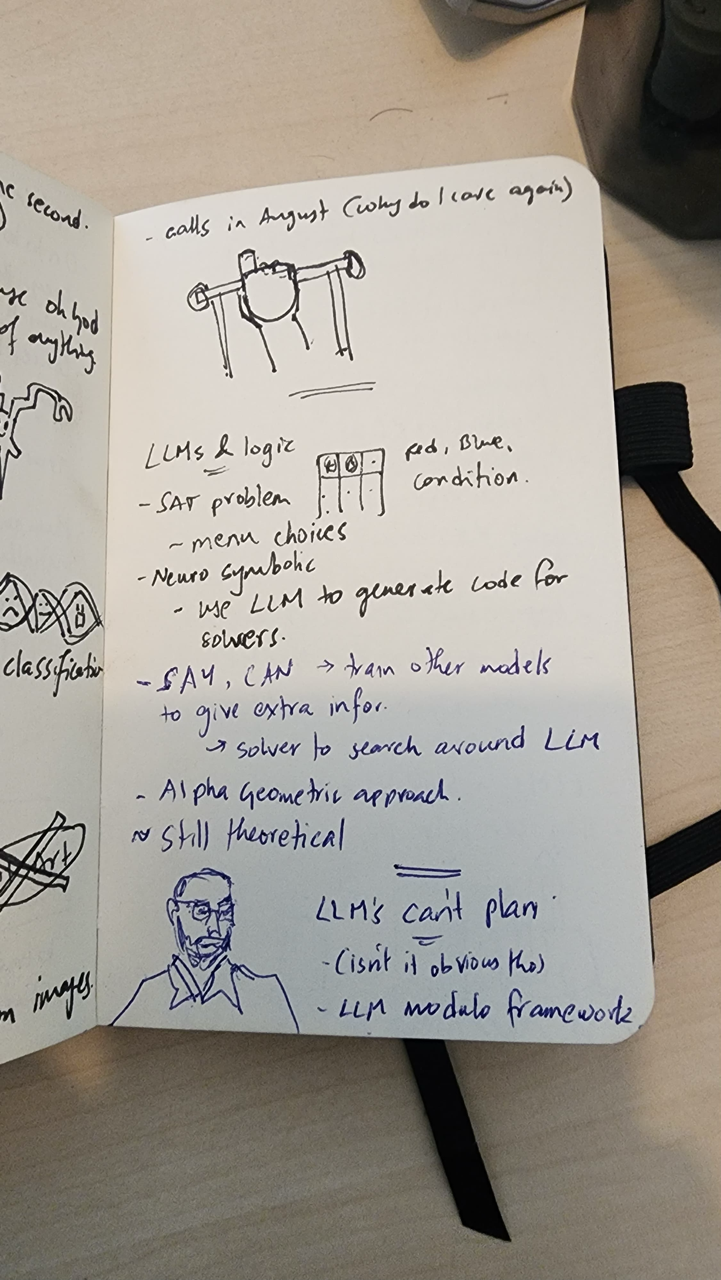 ic second.
oh god
of anything
classification
Art
m images.
- calls in August (why do I care again)
LLMs & logic
Red, Blue,
condition.
- SAT problem
~ menu choices
- Neuro symbolic
- use LLM to generate code for
solvers.
- SAY, CAN → train other models
to give extra infor.
→ solver to search around LLM
- Alpha Geometric approach.
~ Still theoretical
LLM's can't plan
- (isn't it obvious tho)
- LLM modulo framework